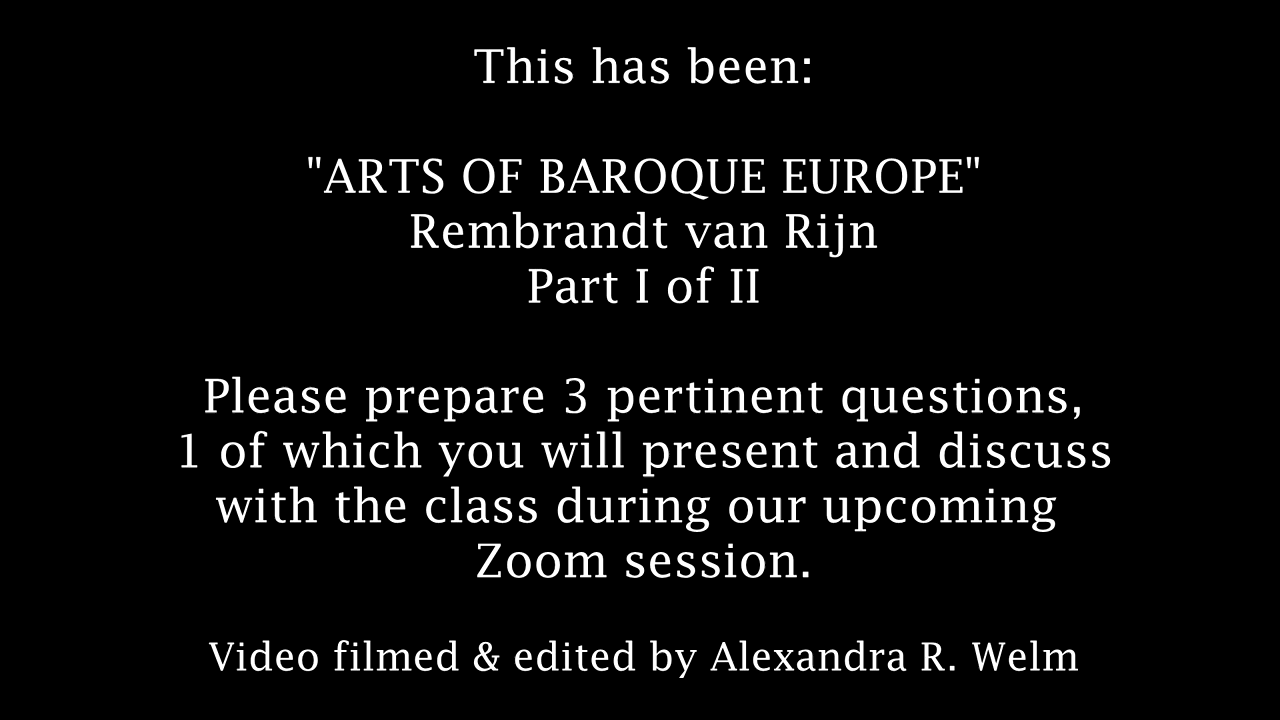 This has been:
"ARTS OF BAROQUE EUROPE"
Rembrandt van Rijn
Part I of II
Please prepare 3 pertinent questions,
1 of which you will present and discuss
with the class during our upcoming
Zoom session.
Video filmed & edited by Alexandra R. Welm